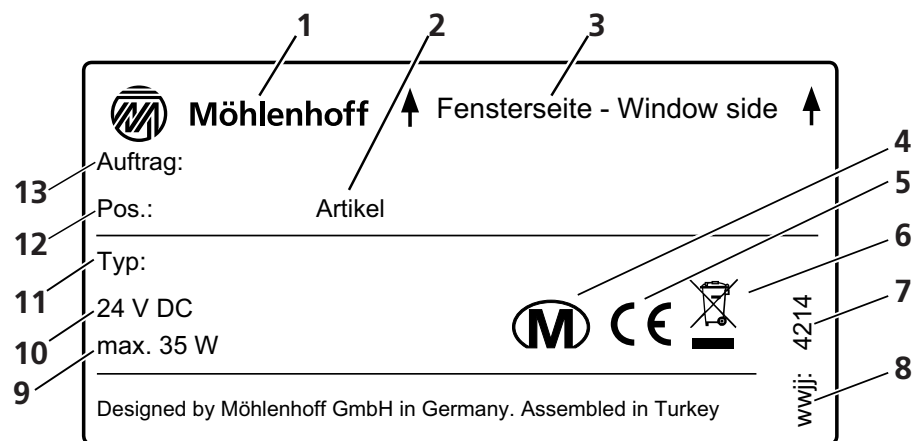 1 2 3
Möhlenhoff Fensterseite - Window side
4
Auftrag:
5
13
Pos.: Artikel
12
6
Typ:
11
7
24 V DC
M CE
4214
10
max. 35 W
9
8
wwjj:
Designed by Möhlenhoff GmbH in Germany. Assembled in Turkey